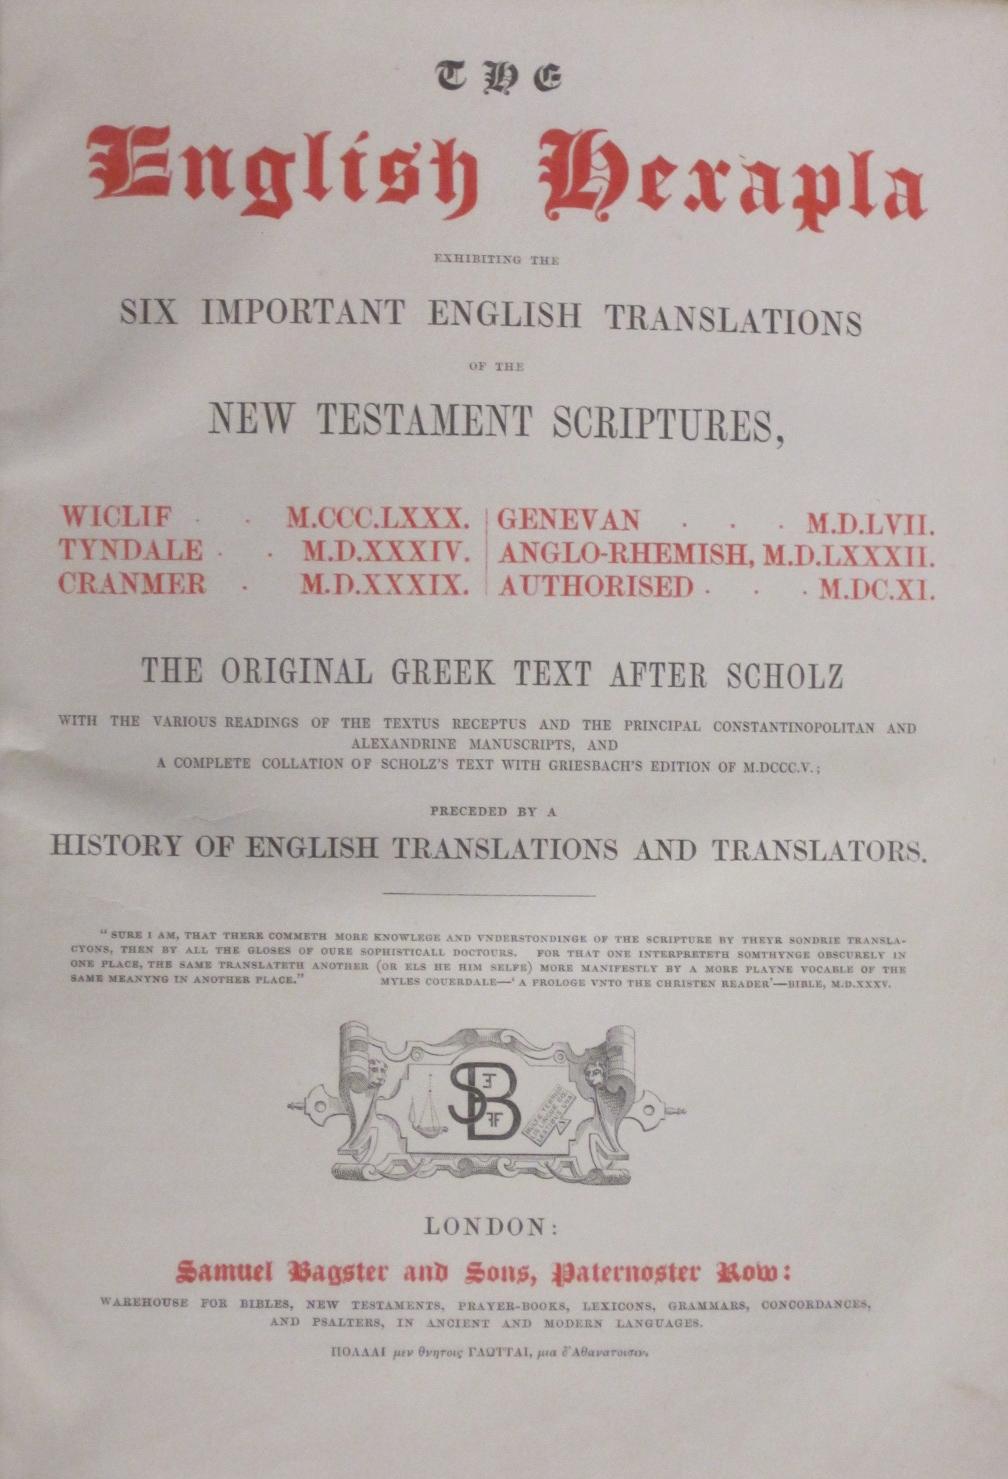 THE
English Hexapla
EXHIBITING THE
SIX IMPORTANT ENGLISH TRANSLATIONS
OF THE
NEW TESTAMENT SCRIPTURES,
WICLIF . . M.CCC.LXXX.
TYNDALE . . M.D.XXXIV.
CRANMER . M.D.XXXIX.
GENEVAN . . . M.D.LVII.
ANGLO-RHEMISH, M.D.LXXXII.
AUTHORISED . . . M.DC.XI.
THE ORIGINAL GREEK TEXT AFTER SCHOLZ
WITH THE VARIOUS READINGS OF THE TEXTUS RECEPTUS AND THE PRINCIPAL CONSTANTINOPOLITAN AND
ALEXANDRINE MANUSCRIPTS, AND
A COMPLETE COLLATION OF SCHOLZ'S TEXT WITH GRIESBACH'S EDITION OF M.DCCC.V.;
PRECEDED BY A
HISTORY OF ENGLISH TRANSLATIONS AND TRANSLATORS.
"SURE I AM, THAT THERE COMMETH MORE KNOWLEGE AND VNDERSTONDINGE OF THE SCRIPTURE BY THEYR SONDRIE TRANSLA-
CYONS, THEN BY ALL THE GLOSES OF OURE SOPHISTICALL DOCTOURS. FOR THAT ONE INTERPRETETH SOMTHYNGE OBSCURELY IN
ONE PLACE, THE SAME TRANSLATETH ANOTHER (OR ELS HE HIM SELFE) MORE MANIFESTLY BY A MORE PLAYNE VOCABLE OF THE
SAME MEANYNG IN ANOTHER PLACE." MYLES COUERDALE—'A PROLOGE VNTO THE CHRISTEN READER'—BIBLE, M.D.XXXV.
SB
LONDON:
Samuel Bagster and Sons, Paternoster Row:
WAREHOUSE FOR BIBLES, NEW TESTAMENTS, PRAYER-BOOKS, LEXICONS, GRAMMARS, CONCORDANCES,
AND PSALTERS, IN ANCIENT AND MODERN LANGUAGES.
ΠΟΛΛΑΙ μεν θνητοις ΓΛΩΤΤΑΙ, μια δ'Αθανατοισιν.